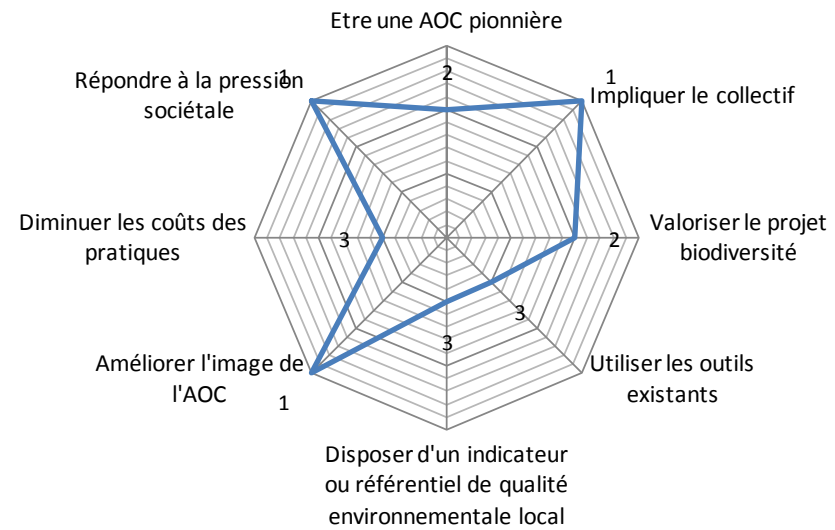 Etre une AOC pionnière
2
1
Impliquer le collectif
Valoriser le projet
biodiversité
2
Utiliser les outils
existants
3
Disposer d'un indicateur
ou référentiel de qualité
environnementale local
3
Améliorer l'image de
l'AOC
1
Diminuer les coûts des
pratiques
3
Répondre à la pression
sociétale
1